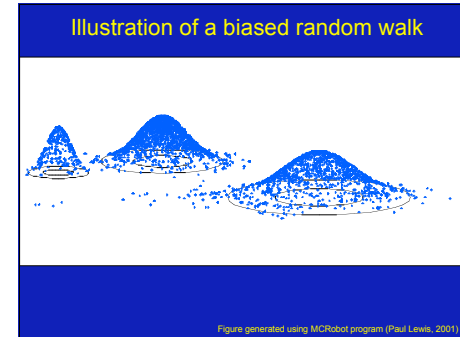 Illustration of a biased random walk
Figure generated using MCRobot program (Paul Lewis, 2001)